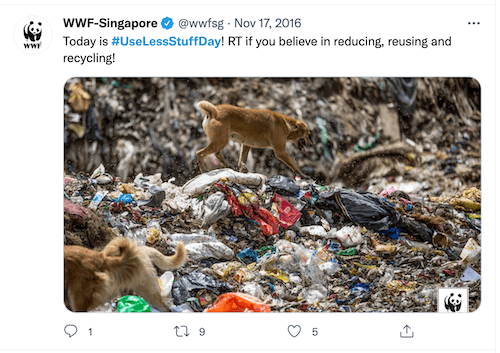 WWF-Singapore @wwfsg · Nov 17, 2016
WWF
Today is #UseLessStuffDay! RT if you believe in reducing, reusing and
recycling!
1 9 5